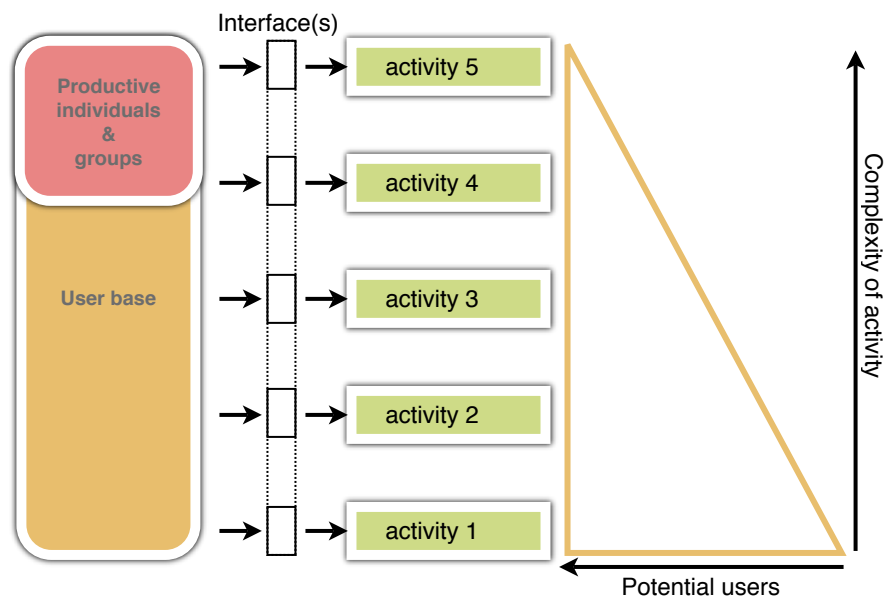 Interface(s)
Productive
individuals
&
groups
User base
activity 5
activity 4
activity 3
activity 2
activity 1
Complexity of activity
Potential users